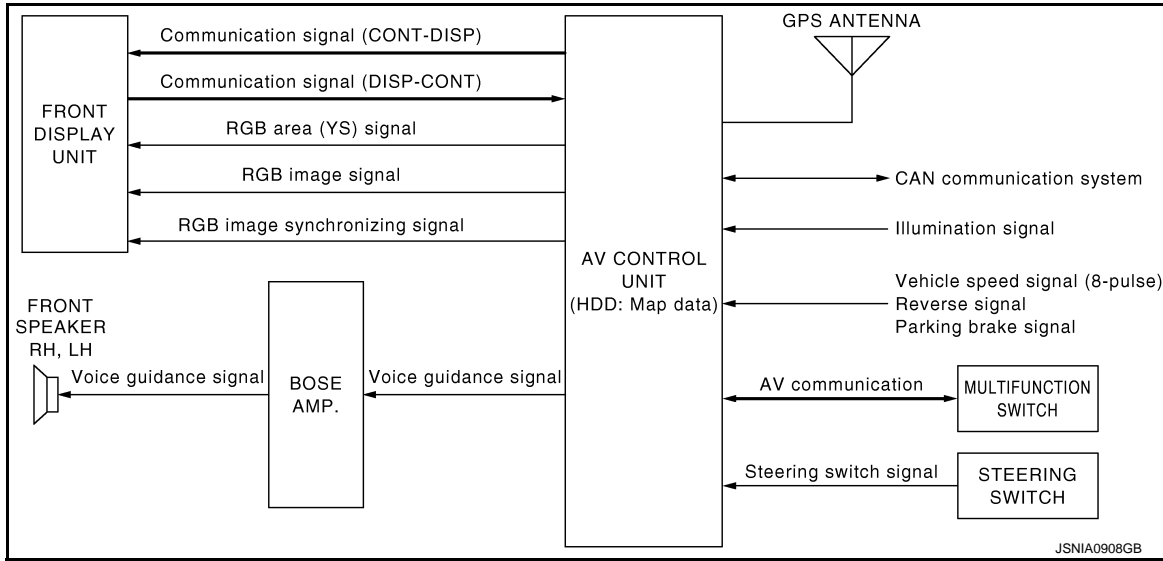 GPS ANTENNA
Communication signal (CONT-DISP)
Communication signal (DISP-CONT)
FRONT
DISPLAY
UNIT
RGB area (YS) signal
RGB image signal
RGB image synchronizing signal
CAN communication system
Illumination signal
AV CONTROL
UNIT
(HDD: Map data)
Vehicle speed signal (8-pulse)
Reverse signal
Parking brake signal
FRONT
SPEAKER
RH, LH
Voice guidance signal
BOSE
AMP.
Voice guidance signal
AV communication
MULTIFUNCTION
SWITCH
Steering switch signal
STEERING
SWITCH
JSNIA0908GB